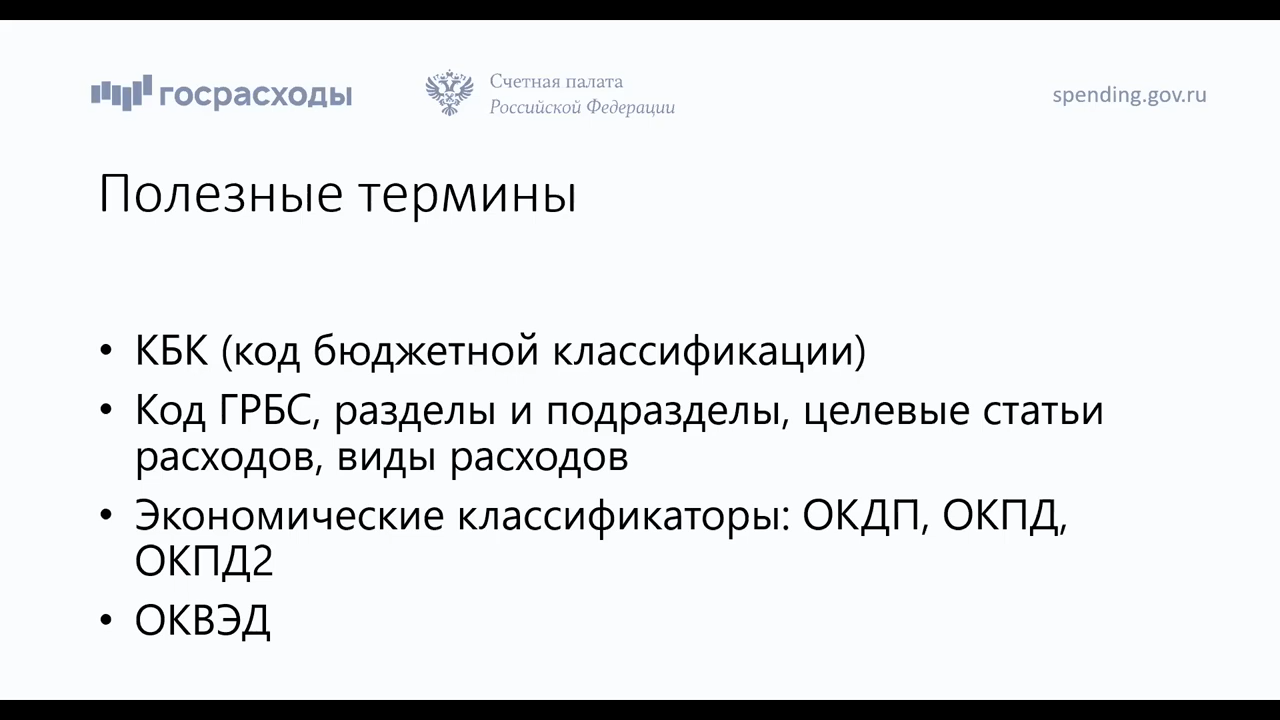 госрасходы
Счетная палата
Российской Федерации
spending.gov.ru
Полезные термины
• КБК (код бюджетной классификации)
• Код ГРБС, разделы и подразделы, целевые статьи
расходов, виды расходов
• Экономические классификаторы: ОКДП, ОКПД,
ОКПД2
• ОКВЭД